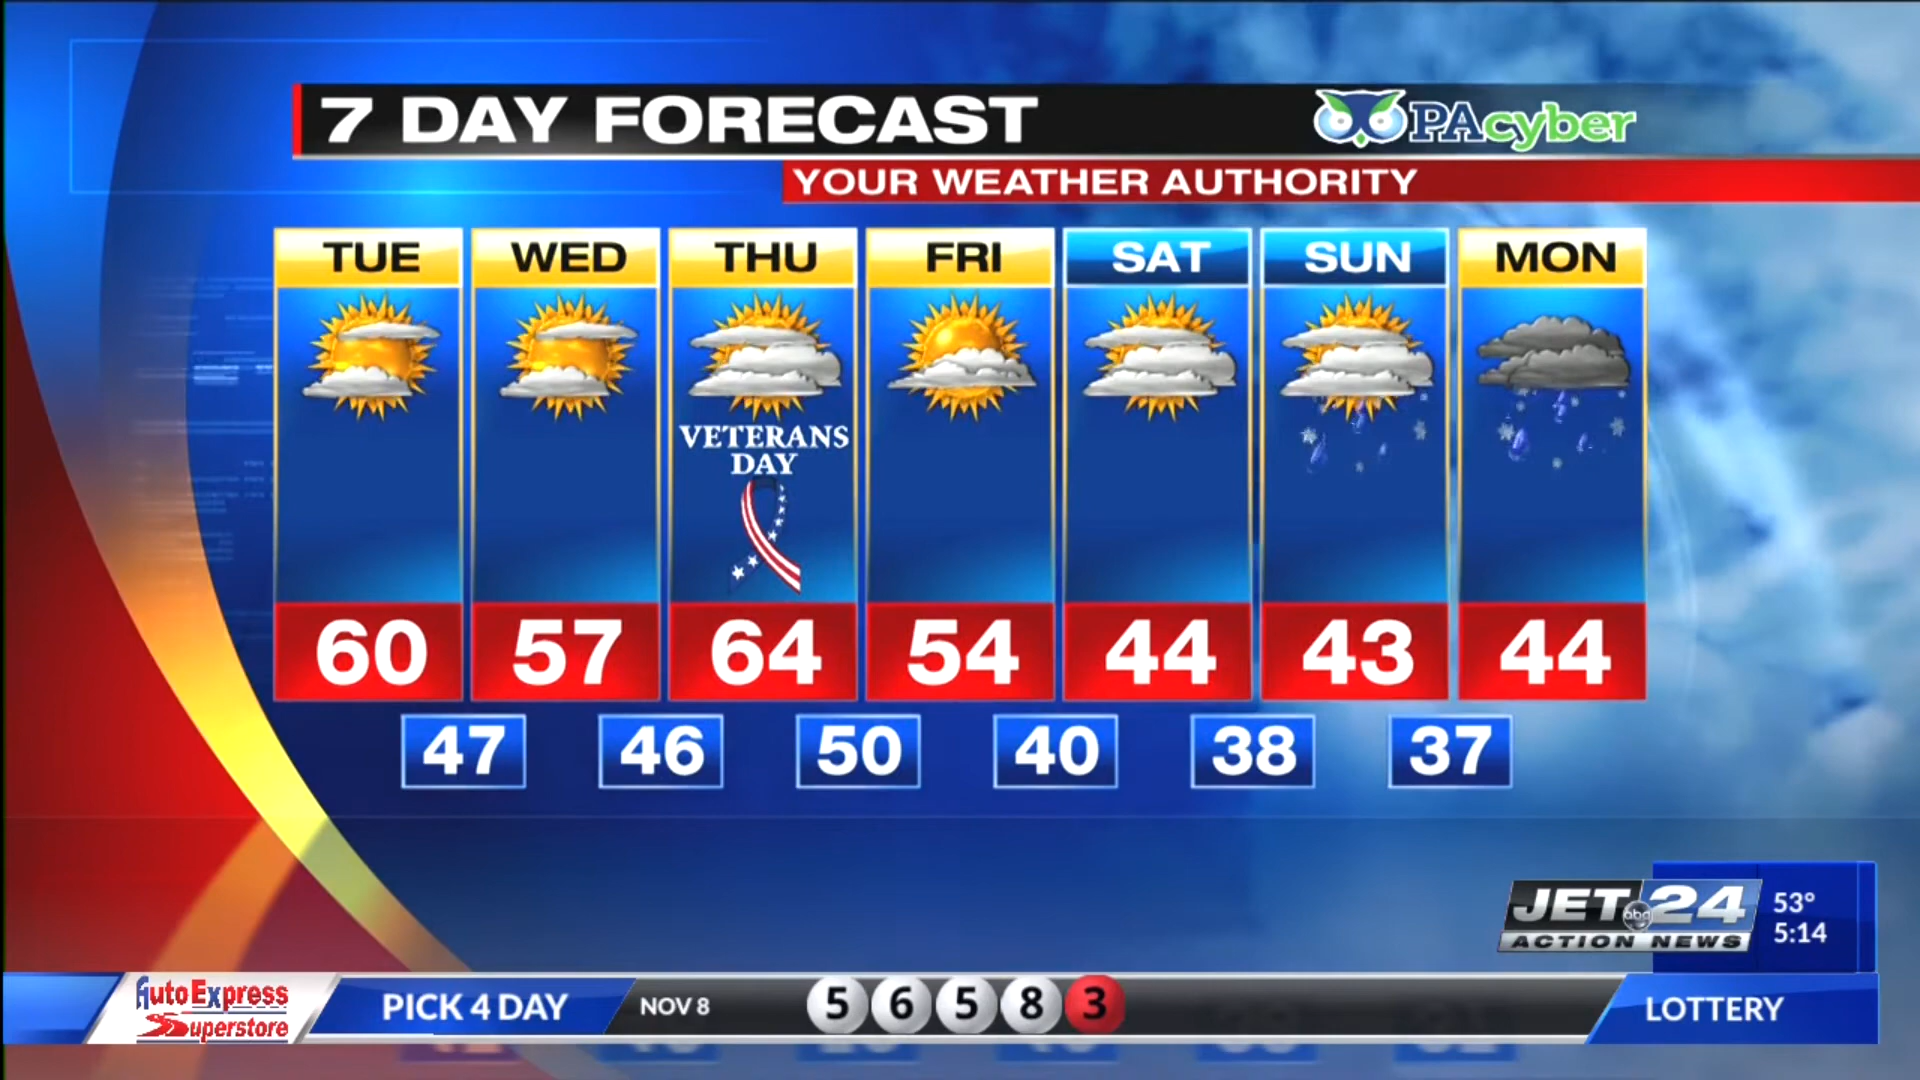 7 DAY FORECAST
PAcyber
YOUR WEATHER AUTHORITY
TUE WED THU FRI SAT SUN MON
VETERANS
DAY
60 57 64 54 44 43 44
47 46 50 40 38 37
JET 24
abc
ACTION NEWS
53°
5:14
AutoExpress
Superstore
PICK 4 DAY
NOV 8
5 6 5 8 3
LOTTERY